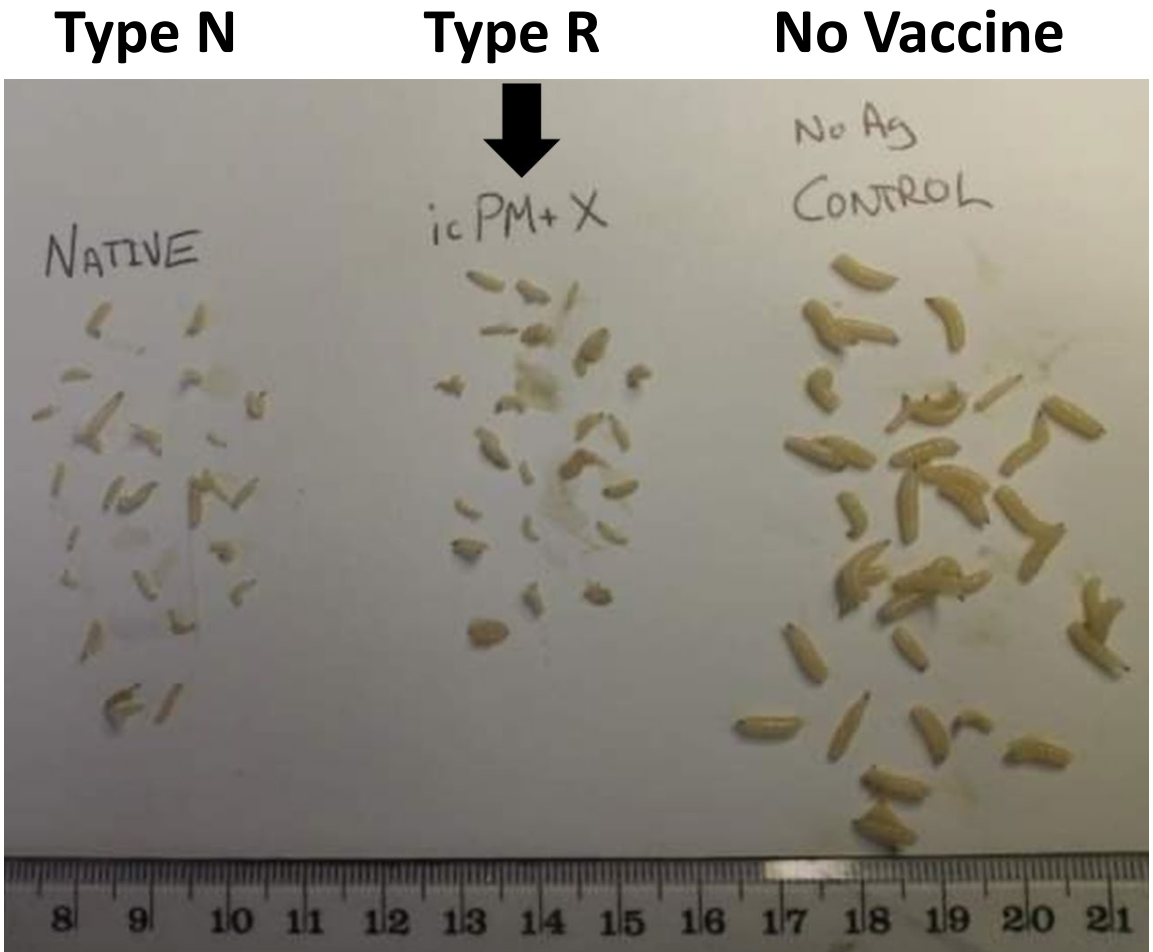 Type N
Type R
No Vaccine
NATIVE
ic PM+ X
No Ag
CONTROL
8 9 10 11 12 13 14 15 16 17 18 19 20 21